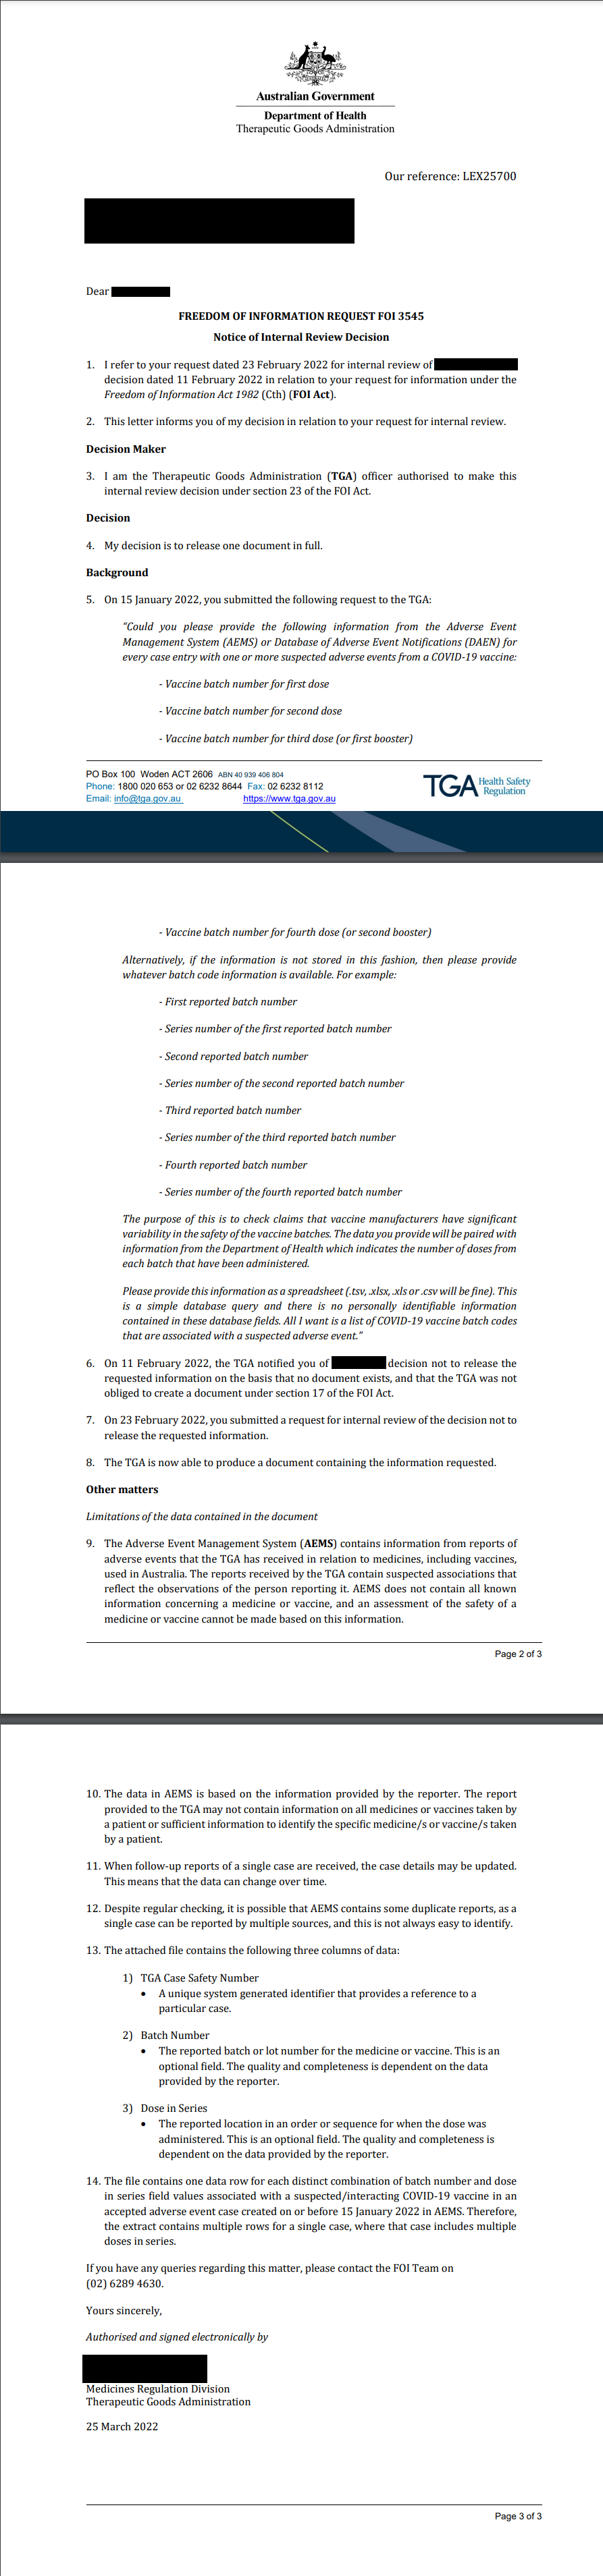 Australian Government
Department of Health
Therapeutic Goods Administration
Our reference: LEX25700
Dear
FREEDOM OF INFORMATION REQUEST FOI 3545
Notice of Internal Review Decision
1. I refer to your request dated 23 February 2022 for internal review of
decision dated 11 February 2022 in relation to your request for information under the
Freedom of Information Act 1982 (Cth) (FOI Act).
2. This letter informs you of my decision in relation to your request for internal review.
Decision Maker
3. I am the Therapeutic Goods Administration (TGA) officer authorised to make this
internal review decision under section 23 of the FOI Act.
Decision
4. My decision is to release one document in full.
Background
5. On 15 January 2022, you submitted the following request to the TGA:
"Could you please provide the following information from the Adverse Event
Management System (AEMS) or Database of Adverse Event Notifications (DAEN) for
every case entry with one or more suspected adverse events from a COVID-19 vaccine:
- Vaccine batch number for first dose
- Vaccine batch number for second dose
- Vaccine batch number for third dose (or first booster)
PO Box 100 Woden ACT 2606 ABN 40 939 406 804
Phone: 1800 020 653 or 02 6232 8644 Fax: 02 6232 8112
Email: info@tga.gov.au https://www.tga.gov.au
TGA Health Safety
Regulation
- Vaccine batch number for fourth dose (or second booster)
Alternatively, if the information is not stored in this fashion, then please provide
whatever batch code information is available. For example:
- First reported batch number
- Series number of the first reported batch number
- Second reported batch number
- Series number of the second reported batch number
- Third reported batch number
- Series number of the third reported batch number
- Fourth reported batch number
- Series number of the fourth reported batch number
The purpose of this is to check claims that vaccine manufacturers have significant
variability in the safety of the vaccine batches. The data you provide will be paired with
information from the Department of Health which indicates the number of doses from
each batch that have been administered.
Please provide this information as a spreadsheet (.tsv, .xlsx, .xls or .csv will be fine). This
is a simple database query and there is no personally identifiable information
contained in these database fields. All I want is a list of COVID-19 vaccine batch codes
that are associated with a suspected adverse event."
6. On 11 February 2022, the TGA notified you of decision not to release the
requested information on the basis that no document exists, and that the TGA was not
obliged to create a document under section 17 of the FOI Act.
7. On 23 February 2022, you submitted a request for internal review of the decision not to
release the requested information.
8. The TGA is now able to produce a document containing the information requested.
Other matters
Limitations of the data contained in the document
9. The Adverse Event Management System (AEMS) contains information from reports of
adverse events that the TGA has received in relation to medicines, including vaccines,
used in Australia. The reports received by the TGA contain suspected associations that
reflect the observations of the person reporting it. AEMS does not contain all known
information concerning a medicine or vaccine, and an assessment of the safety of a
medicine or vaccine cannot be made based on this information.
Page 2 of 3
10. The data in AEMS is based on the information provided by the reporter. The report
provided to the TGA may not contain information on all medicines or vaccines taken by
a patient or sufficient information to identify the specific medicine/s or vaccine/s taken
by a patient.
11. When follow-up reports of a single case are received, the case details may be updated.
This means that the data can change over time.
12. Despite regular checking, it is possible that AEMS contains some duplicate reports, as a
single case can be reported by multiple sources, and this is not always easy to identify.
13. The attached file contains the following three columns of data:
1) TGA Case Safety Number
• A unique system generated identifier that provides a reference to a
particular case.
2) Batch Number
• The reported batch or lot number for the medicine or vaccine. This is an
optional field. The quality and completeness is dependent on the data
provided by the reporter.
3) Dose in Series
• The reported location in an order or sequence for when the dose was
administered. This is an optional field. The quality and completeness is
dependent on the data provided by the reporter.
14. The file contains one data row for each distinct combination of batch number and dose
in series field values associated with a suspected/interacting COVID-19 vaccine in an
accepted adverse event case created on or before 15 January 2022 in AEMS. Therefore,
the extract contains multiple rows for a single case, where that case includes multiple
doses in series.
If you have any queries regarding this matter, please contact the FOI Team on
(02) 6289 4630.
Yours sincerely,
Authorised and signed electronically by
Medicines Regulation Division
Therapeutic Goods Administration
25 March 2022
Page 3 of 3